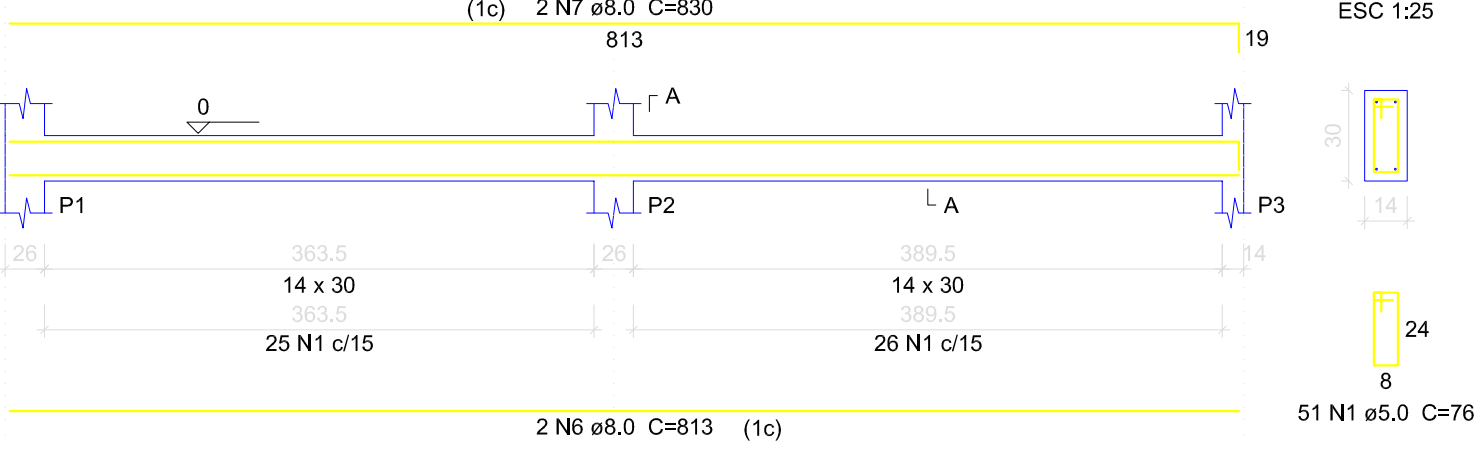 (1c) 2 N7 ø8.0 C=830
ESC 1:25
813
19
A
0
30
P1
P2
A
P3
14
26
363.5
26
389.5
14
14 x 30
14 x 30
363.5
389.5
25 N1 c/15
26 N1 c/15
24
8
51 N1 ø5.0 C=76
2 N6 ø8.0 C=813 (1c)